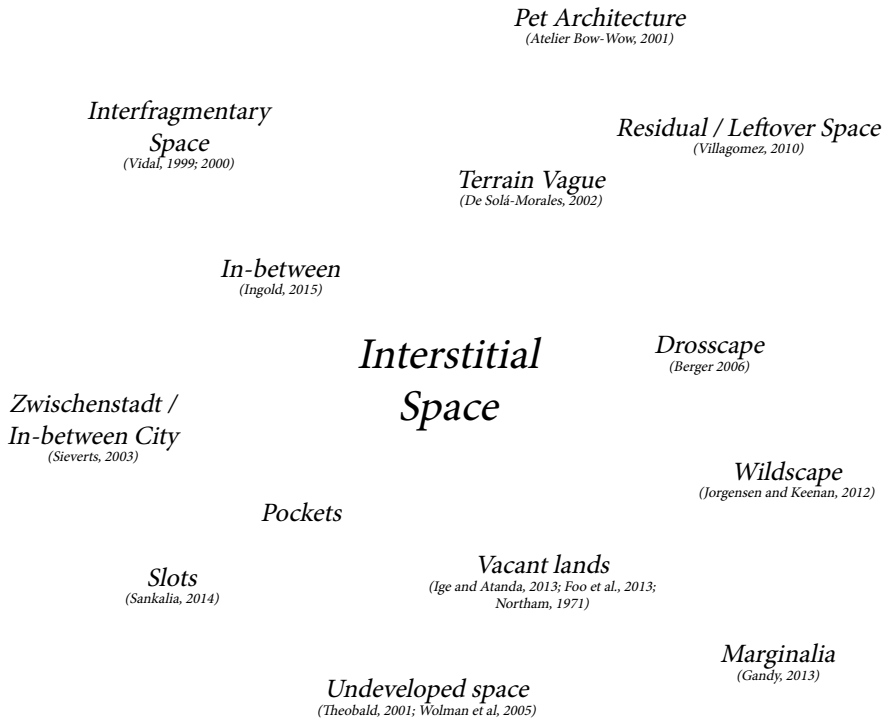 Pet Architecture
(Atelier Bow-Wow, 2001)
Interfragmentary
Space
(Vidal, 1999; 2000)
Residual / Leftover Space
(Villagomez, 2010)
Terrain Vague
(De Solá-Morales, 2002)
In-between
(Ingold, 2015)
Interstitial
Space
Drosscape
(Berger 2006)
Zwischenstadt /
In-between City
(Sieverts, 2003)
Wildscape
(Jorgensen and Keenan, 2012)
Pockets
Vacant lands
(Ige and Atanda, 2013; Foo et al., 2013;
Northam, 1971)
Slots
(Sankalia, 2014)
Marginalia
(Gandy, 2013)
Undeveloped space
(Theobald, 2001; Wolman et al, 2005)